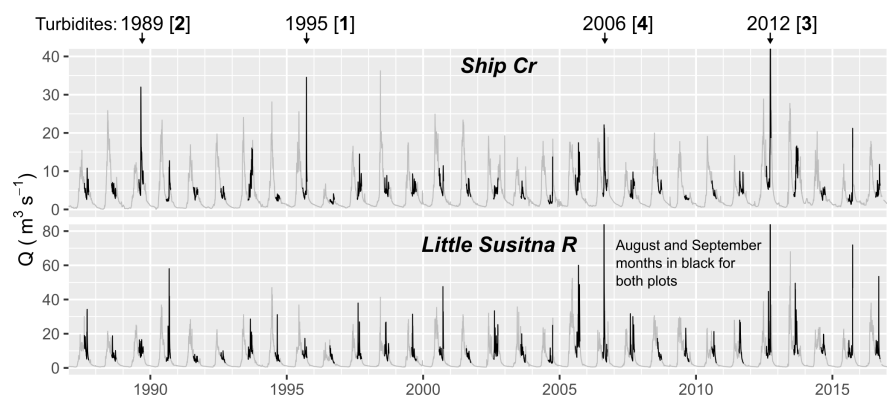 Turbidites: 1989 [2] 1995 [1] 2006 [4] 2012 [3]
Ship Cr
40
30
20
10
0
Q ( m³ s⁻¹)
Little Susitna R
August and September
months in black for
both plots
80
60
40
20
0
1990 1995 2000 2005 2010 2015